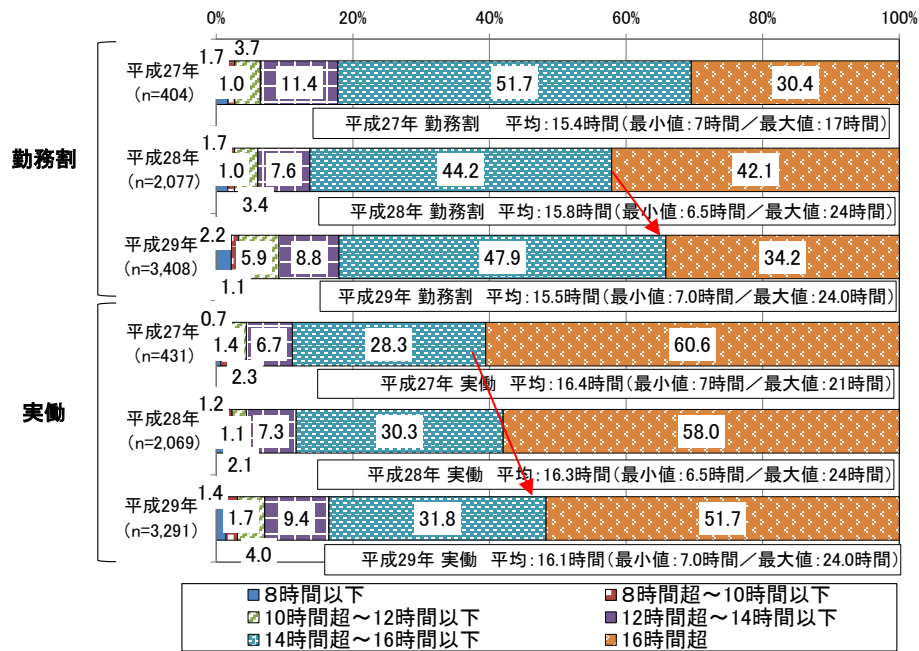 0% 20% 40% 60% 80% 100%
勤務割
平成27年
(n=404)
1.7
1.0
3.7
11.4
51.7
30.4
平成27年 勤務割　平均:15.4時間(最小値:7時間／最大値:17時間)
平成28年
(n=2,077)
1.7
1.0
3.4
7.6
44.2
42.1
平成28年 勤務割　平均:15.8時間(最小値:6.5時間／最大値:24時間)
平成29年
(n=3,408)
2.2
1.1
5.9
8.8
47.9
34.2
平成29年 勤務割　平均:15.5時間(最小値:7.0時間／最大値:24.0時間)
実働
平成27年
(n=431)
0.7
1.4
2.3
6.7
28.3
60.6
平成27年 実働　平均:16.4時間(最小値:7時間／最大値:21時間)
平成28年
(n=2,069)
1.2
1.1
2.1
7.3
30.3
58.0
平成28年 実働　平均:16.3時間(最小値:6.5時間／最大値:24時間)
平成29年
(n=3,291)
1.4
1.7
4.0
9.4
31.8
51.7
平成29年 実働　平均:16.1時間(最小値:7.0時間／最大値:24.0時間)
8時間以下
8時間超～10時間以下
10時間超～12時間以下
12時間超～14時間以下
14時間超～16時間以下
16時間超